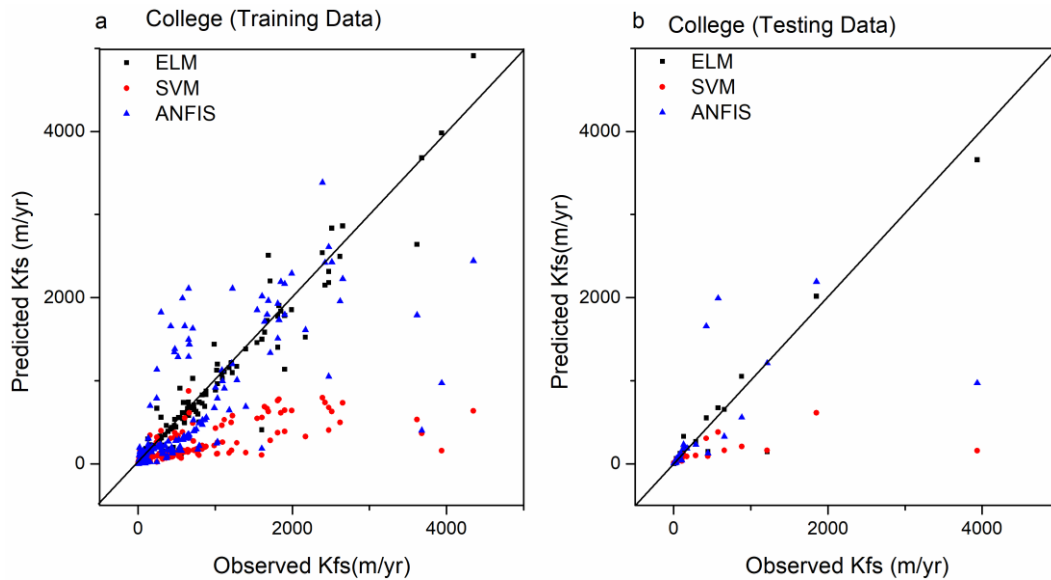 a College (Training Data)
ELM
SVM
ANFIS
4000
2000
0
Predicted Kfs (m/yr)
0 2000 4000
Observed Kfs(m/yr)
b College (Testing Data)
ELM
SVM
ANFIS
4000
2000
0
Predicted Kfs(m/yr)
0 2000 4000
Observed Kfs (m/yr)